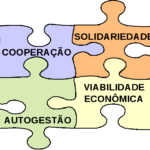 SOLIDARIEDADE
COOPERAÇÃO
VIABILIDADE
ECONÔMICA
AUTOGESTÃO